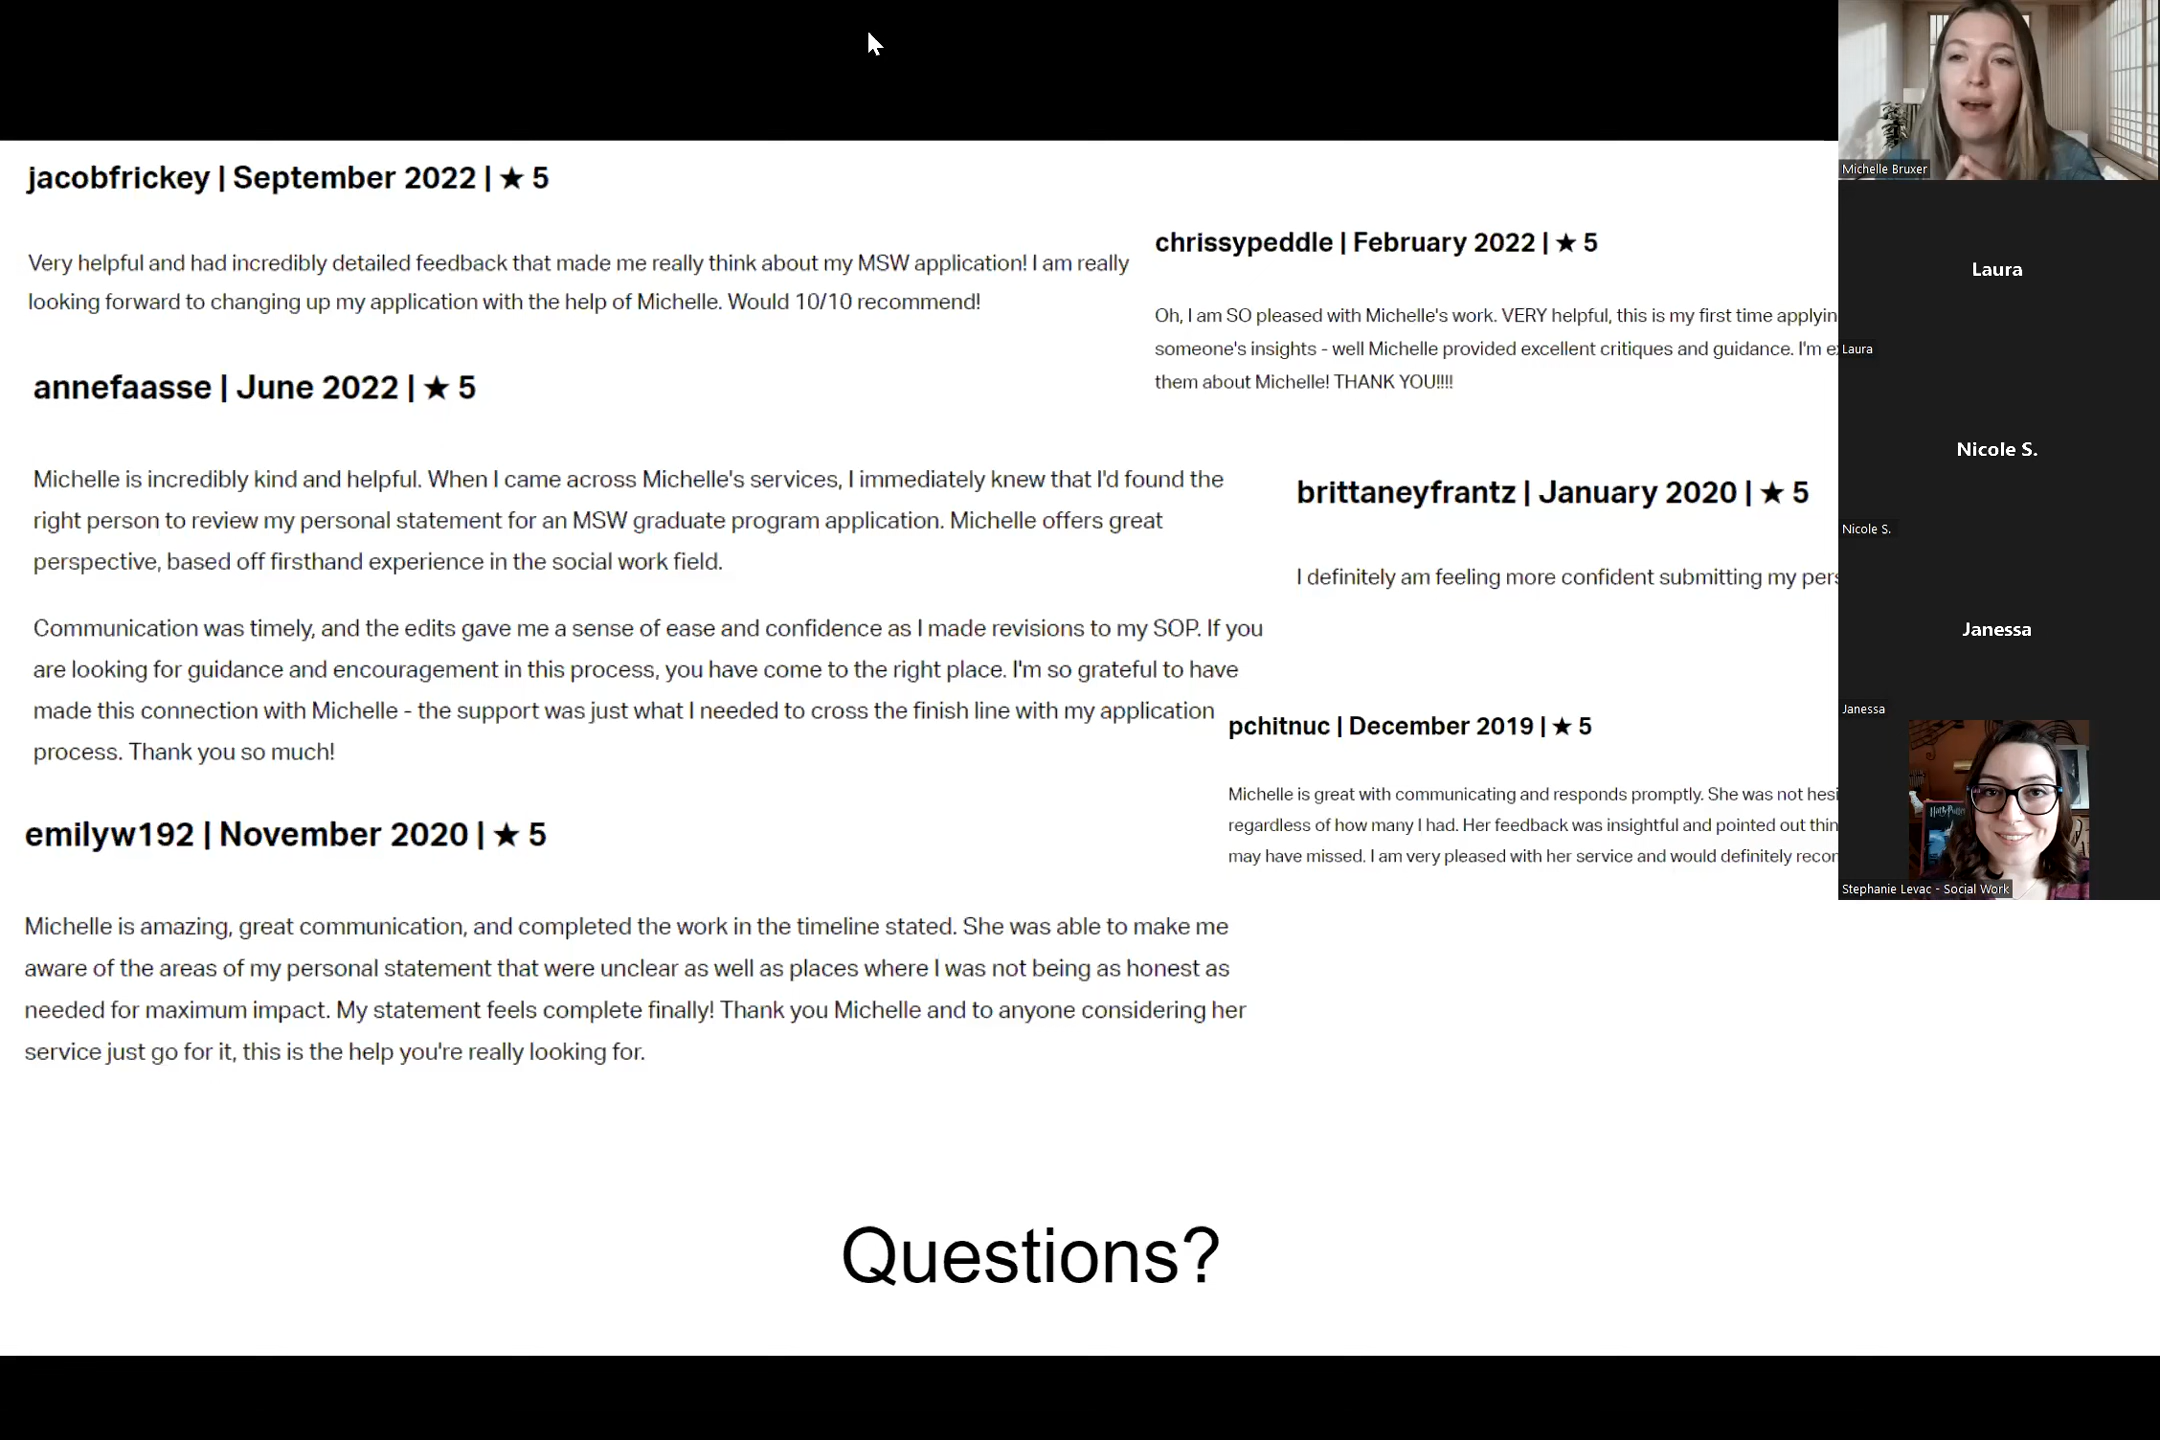 jacobfrickey | September 2022 | ★ 5
Very helpful and had incredibly detailed feedback that made me really think about my MSW application! I am really
looking forward to changing up my application with the help of Michelle. Would 10/10 recommend!
annefaasse | June 2022 | ★ 5
Michelle is incredibly kind and helpful. When I came across Michelle's services, I immediately knew that I'd found the
right person to review my personal statement for an MSW graduate program application. Michelle offers great
perspective, based off firsthand experience in the social work field.
Communication was timely, and the edits gave me a sense of ease and confidence as I made revisions to my SOP. If you
are looking for guidance and encouragement in this process, you have come to the right place. I'm so grateful to have
made this connection with Michelle - the support was just what I needed to cross the finish line with my application
process. Thank you so much!
emilyw192 | November 2020 | ★ 5
Michelle is amazing, great communication, and completed the work in the timeline stated. She was able to make me
aware of the areas of my personal statement that were unclear as well as places where I was not being as honest as
needed for maximum impact. My statement feels complete finally! Thank you Michelle and to anyone considering her
service just go for it, this is the help you're really looking for.
chrissypeddle | February 2022 | ★ 5
Oh, I am SO pleased with Michelle's work. VERY helpful, this is my first time applyin
someone's insights - well Michelle provided excellent critiques and guidance. I'm
them about Michelle! THANK YOU!!!!
brittaneyfrantz | January 2020 | ★ 5
I definitely am feeling more confident submitting my
pchitnuc | December 2019 | ★ 5
Michelle is great with communicating and responds promptly. She was not hesi
regardless of how many I had. Her feedback was insightful and pointed out thin
may have missed. I am very pleased with her service and would definitely
Questions?
Michelle Bruxer
Laura
Laura
Nicole S.
Nicole S.
Janessa
Janessa
Harry Potter
Stephanie Levac - Social Work